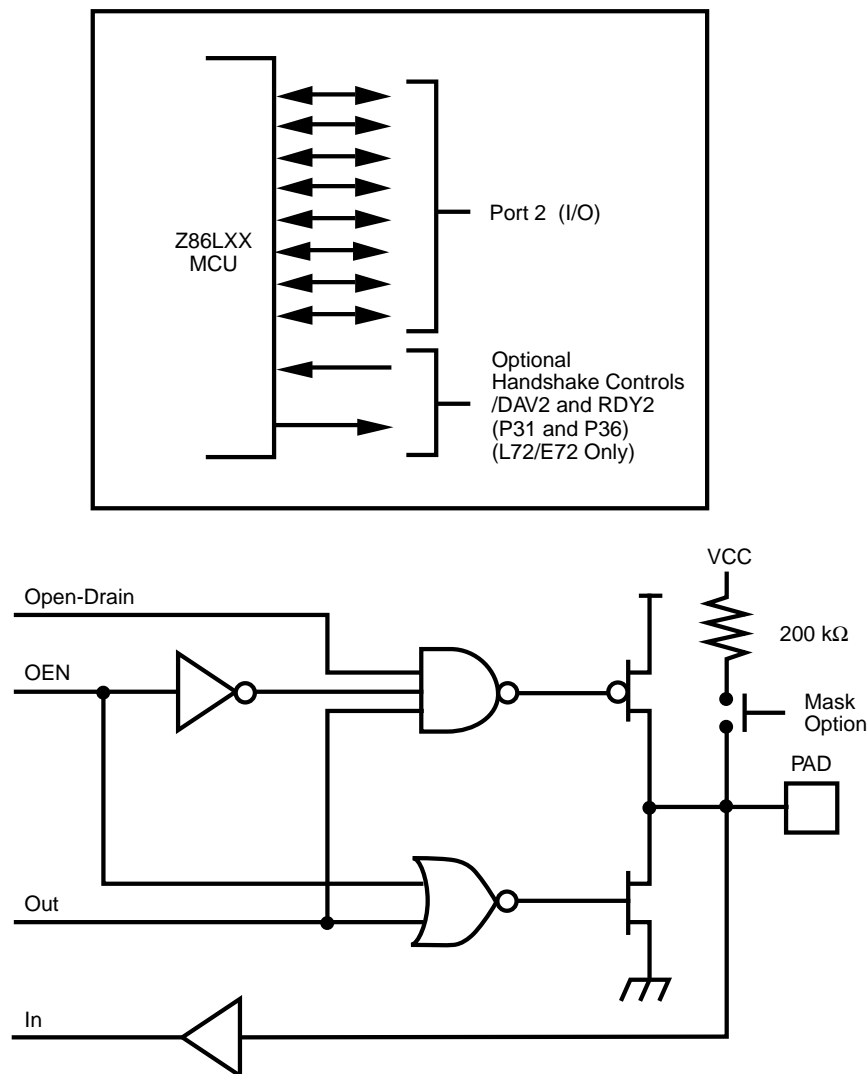 Z86LXX
MCU
Port 2 (I/O)
Optional
Handshake Controls
/DAV2 and RDY2
(P31 and P36)
(L72/E72 Only)
VCC
Open-Drain
200 kΩ
OEN
Mask
Option
PAD
Out
In